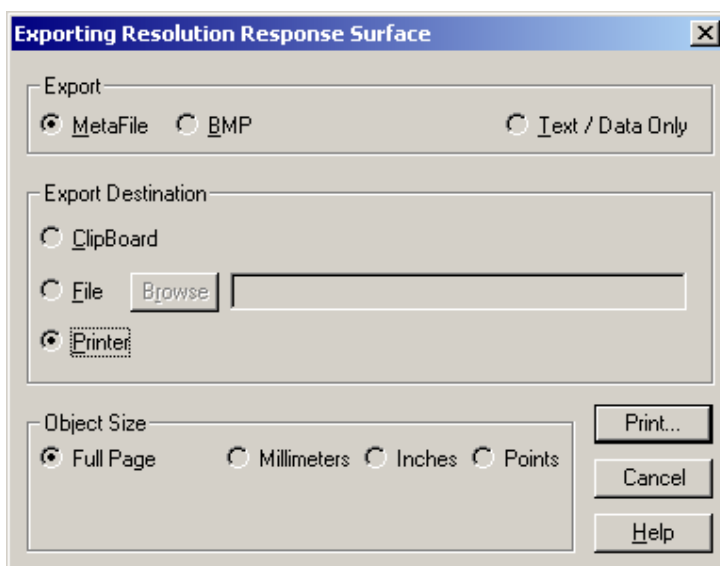 Exporting Resolution Response Surface
Export
MetaFile BMP Text / Data Only
Export Destination
ClipBoard
File Browse
Printer
Object Size
Full Page Millimeters Inches Points
Print...
Cancel
Help